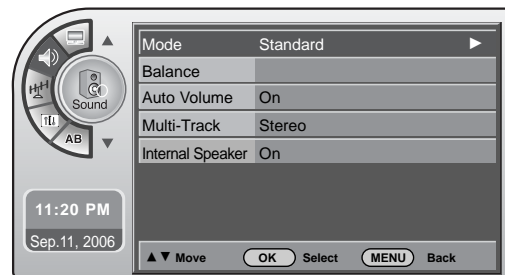 Sound
AB
11:20 PM
Sep.11, 2006
Mode Standard ►
Balance
Auto Volume On
Multi-Track Stereo
Internal Speaker On
▲▼ Move OK Select MENU Back